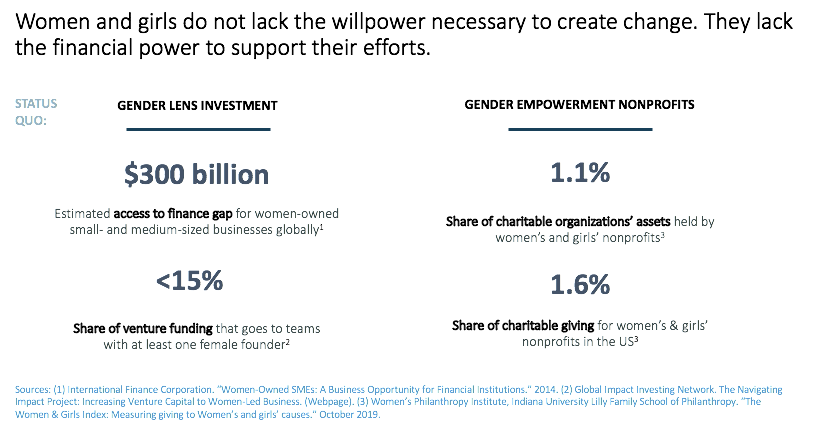 Women and girls do not lack the willpower necessary to create change. They lack
the financial power to support their efforts.
STATUS
QUO:
GENDER LENS INVESTMENT
$300 billion
Estimated access to finance gap for women-owned
small- and medium-sized businesses globally¹
<15%
Share of venture funding that goes to teams
with at least one female founder²
GENDER EMPOWERMENT NONPROFITS
1.1%
Share of charitable organizations’ assets held by
women’s and girls’ nonprofits³
1.6%
Share of charitable giving for women’s & girls’
nonprofits in the US³
Sources: (1) International Finance Corporation. "Women-Owned SMEs: A Business Opportunity for Financial Institutions." 2014. (2) Global Impact Investing Network. The Navigating
Impact Project: Increasing Venture Capital to Women-Led Business. (Webpage). (3) Women’s Philanthropy Institute, Indiana University Lilly Family School of Philanthropy. "The
Women & Girls Index: Measuring giving to Women’s and girls’ causes." October 2019.